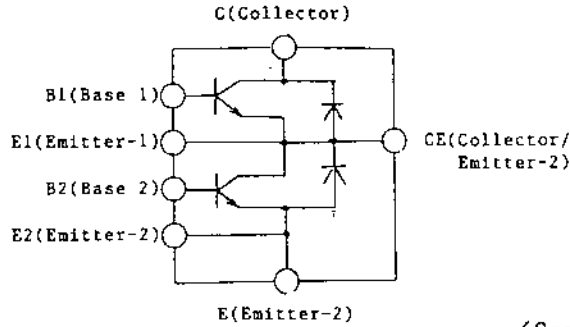 C(Collector)
B1(Base 1)
E1(Emitter-1)
CE(Collector/
Emitter-2)
B2(Base 2)
E2(Emitter-2)
E(Emitter-2)